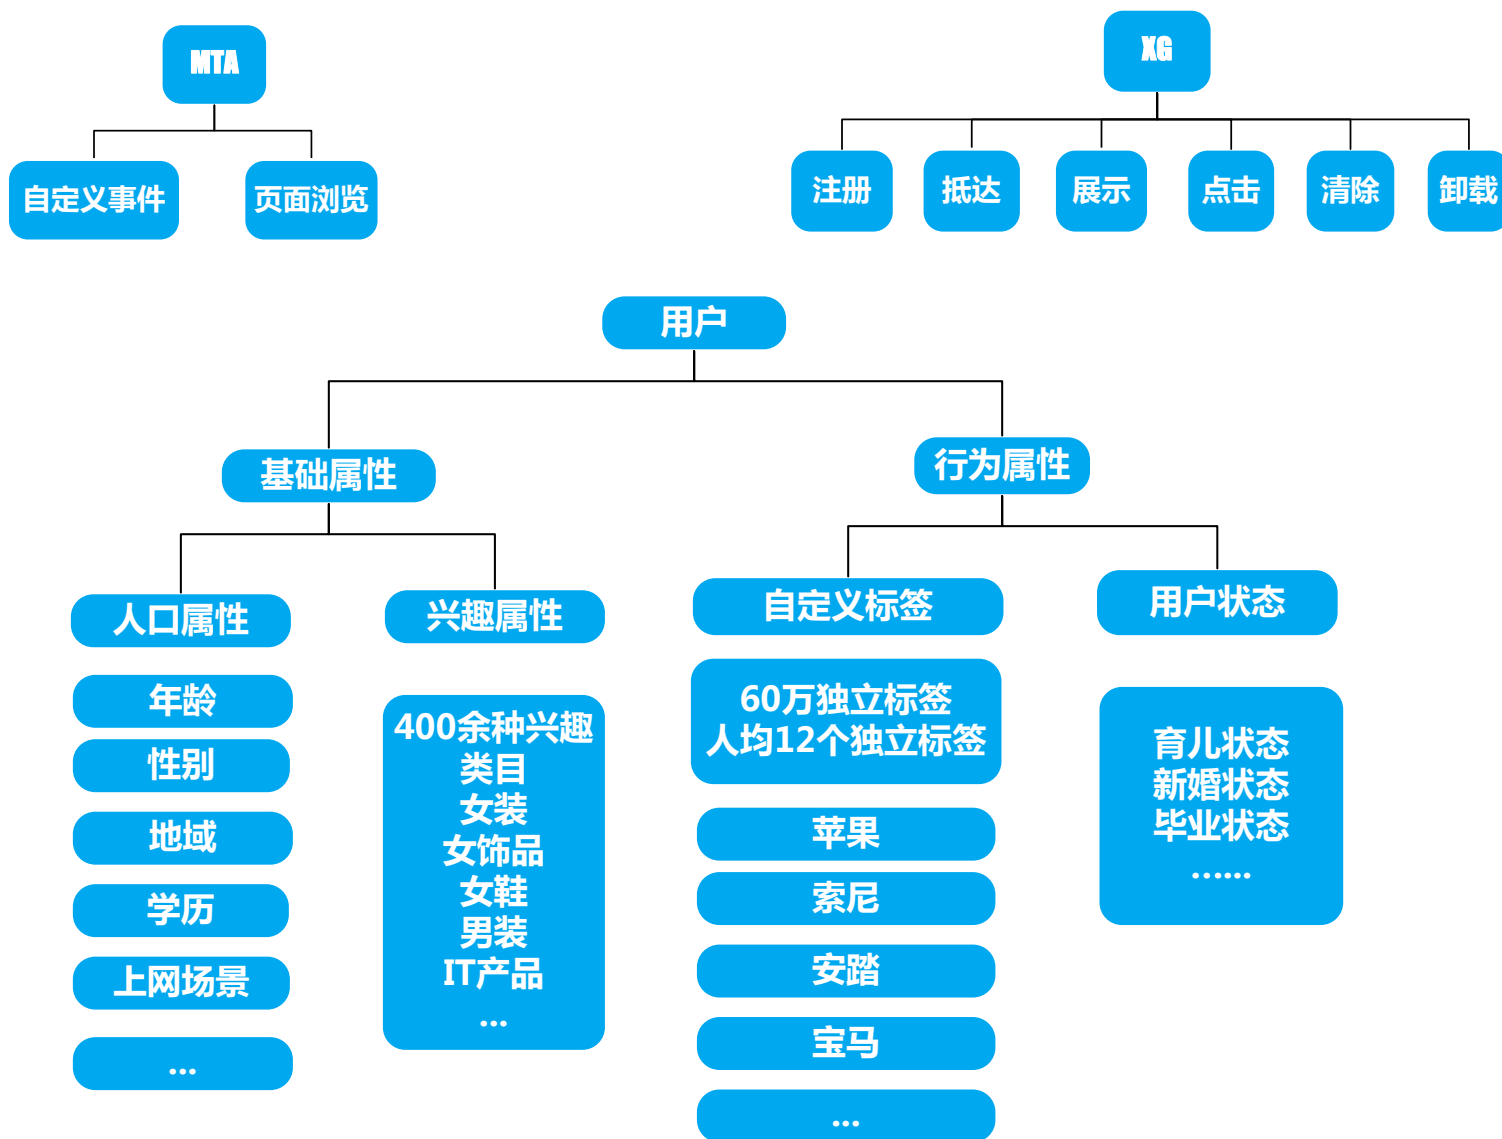 MTA
自定义事件
页面浏览
XG
注册
抵达
展示
点击
清除
卸载
用户
基础属性
行为属性
人口属性
年龄
性别
地域
学历
上网场景
...
兴趣属性
400余种兴趣
类目
女装
女饰品
女鞋
男装
IT产品
...
自定义标签
60万独立标签
人均12个独立标签
苹果
索尼
安踏
宝马
...
用户状态
育儿状态
新婚状态
毕业状态
......